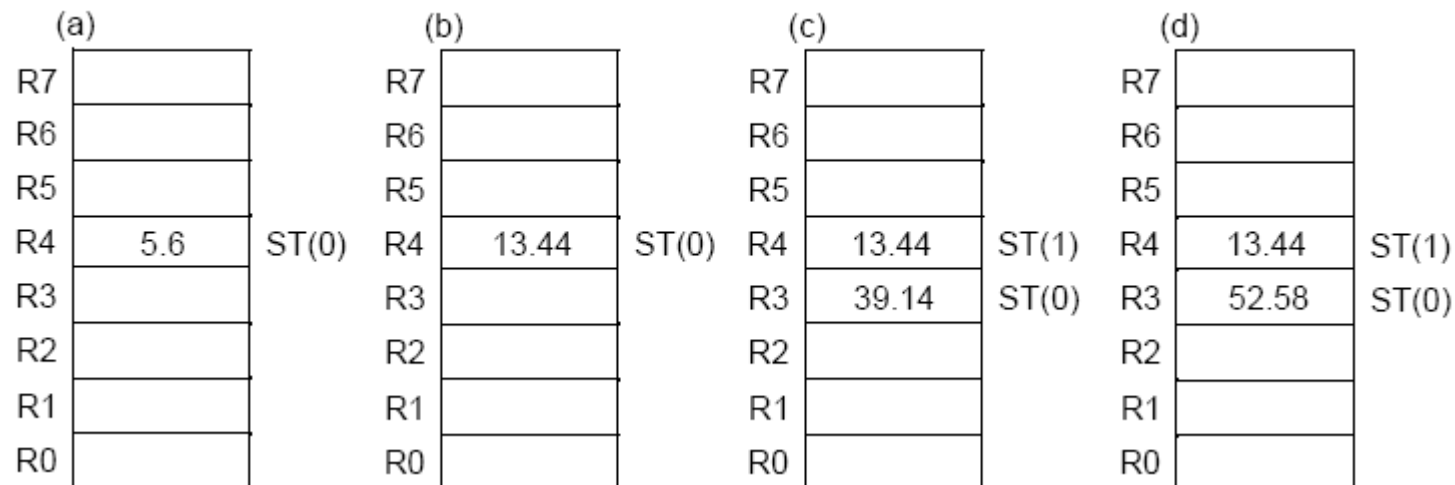 (a) (b) (c) (d)
R7 R7 R7 R7
R6 R6 R6 R6
R5 R5 R5 R5
R4 5.6 ST(0) R4 13.44 ST(0) R4 13.44 ST(1) R4 13.44 ST(1)
R3 R3 R3 39.14 ST(0) R3 52.58 ST(0)
R2 R2 R2 R2
R1 R1 R1 R1
R0 R0 R0 R0